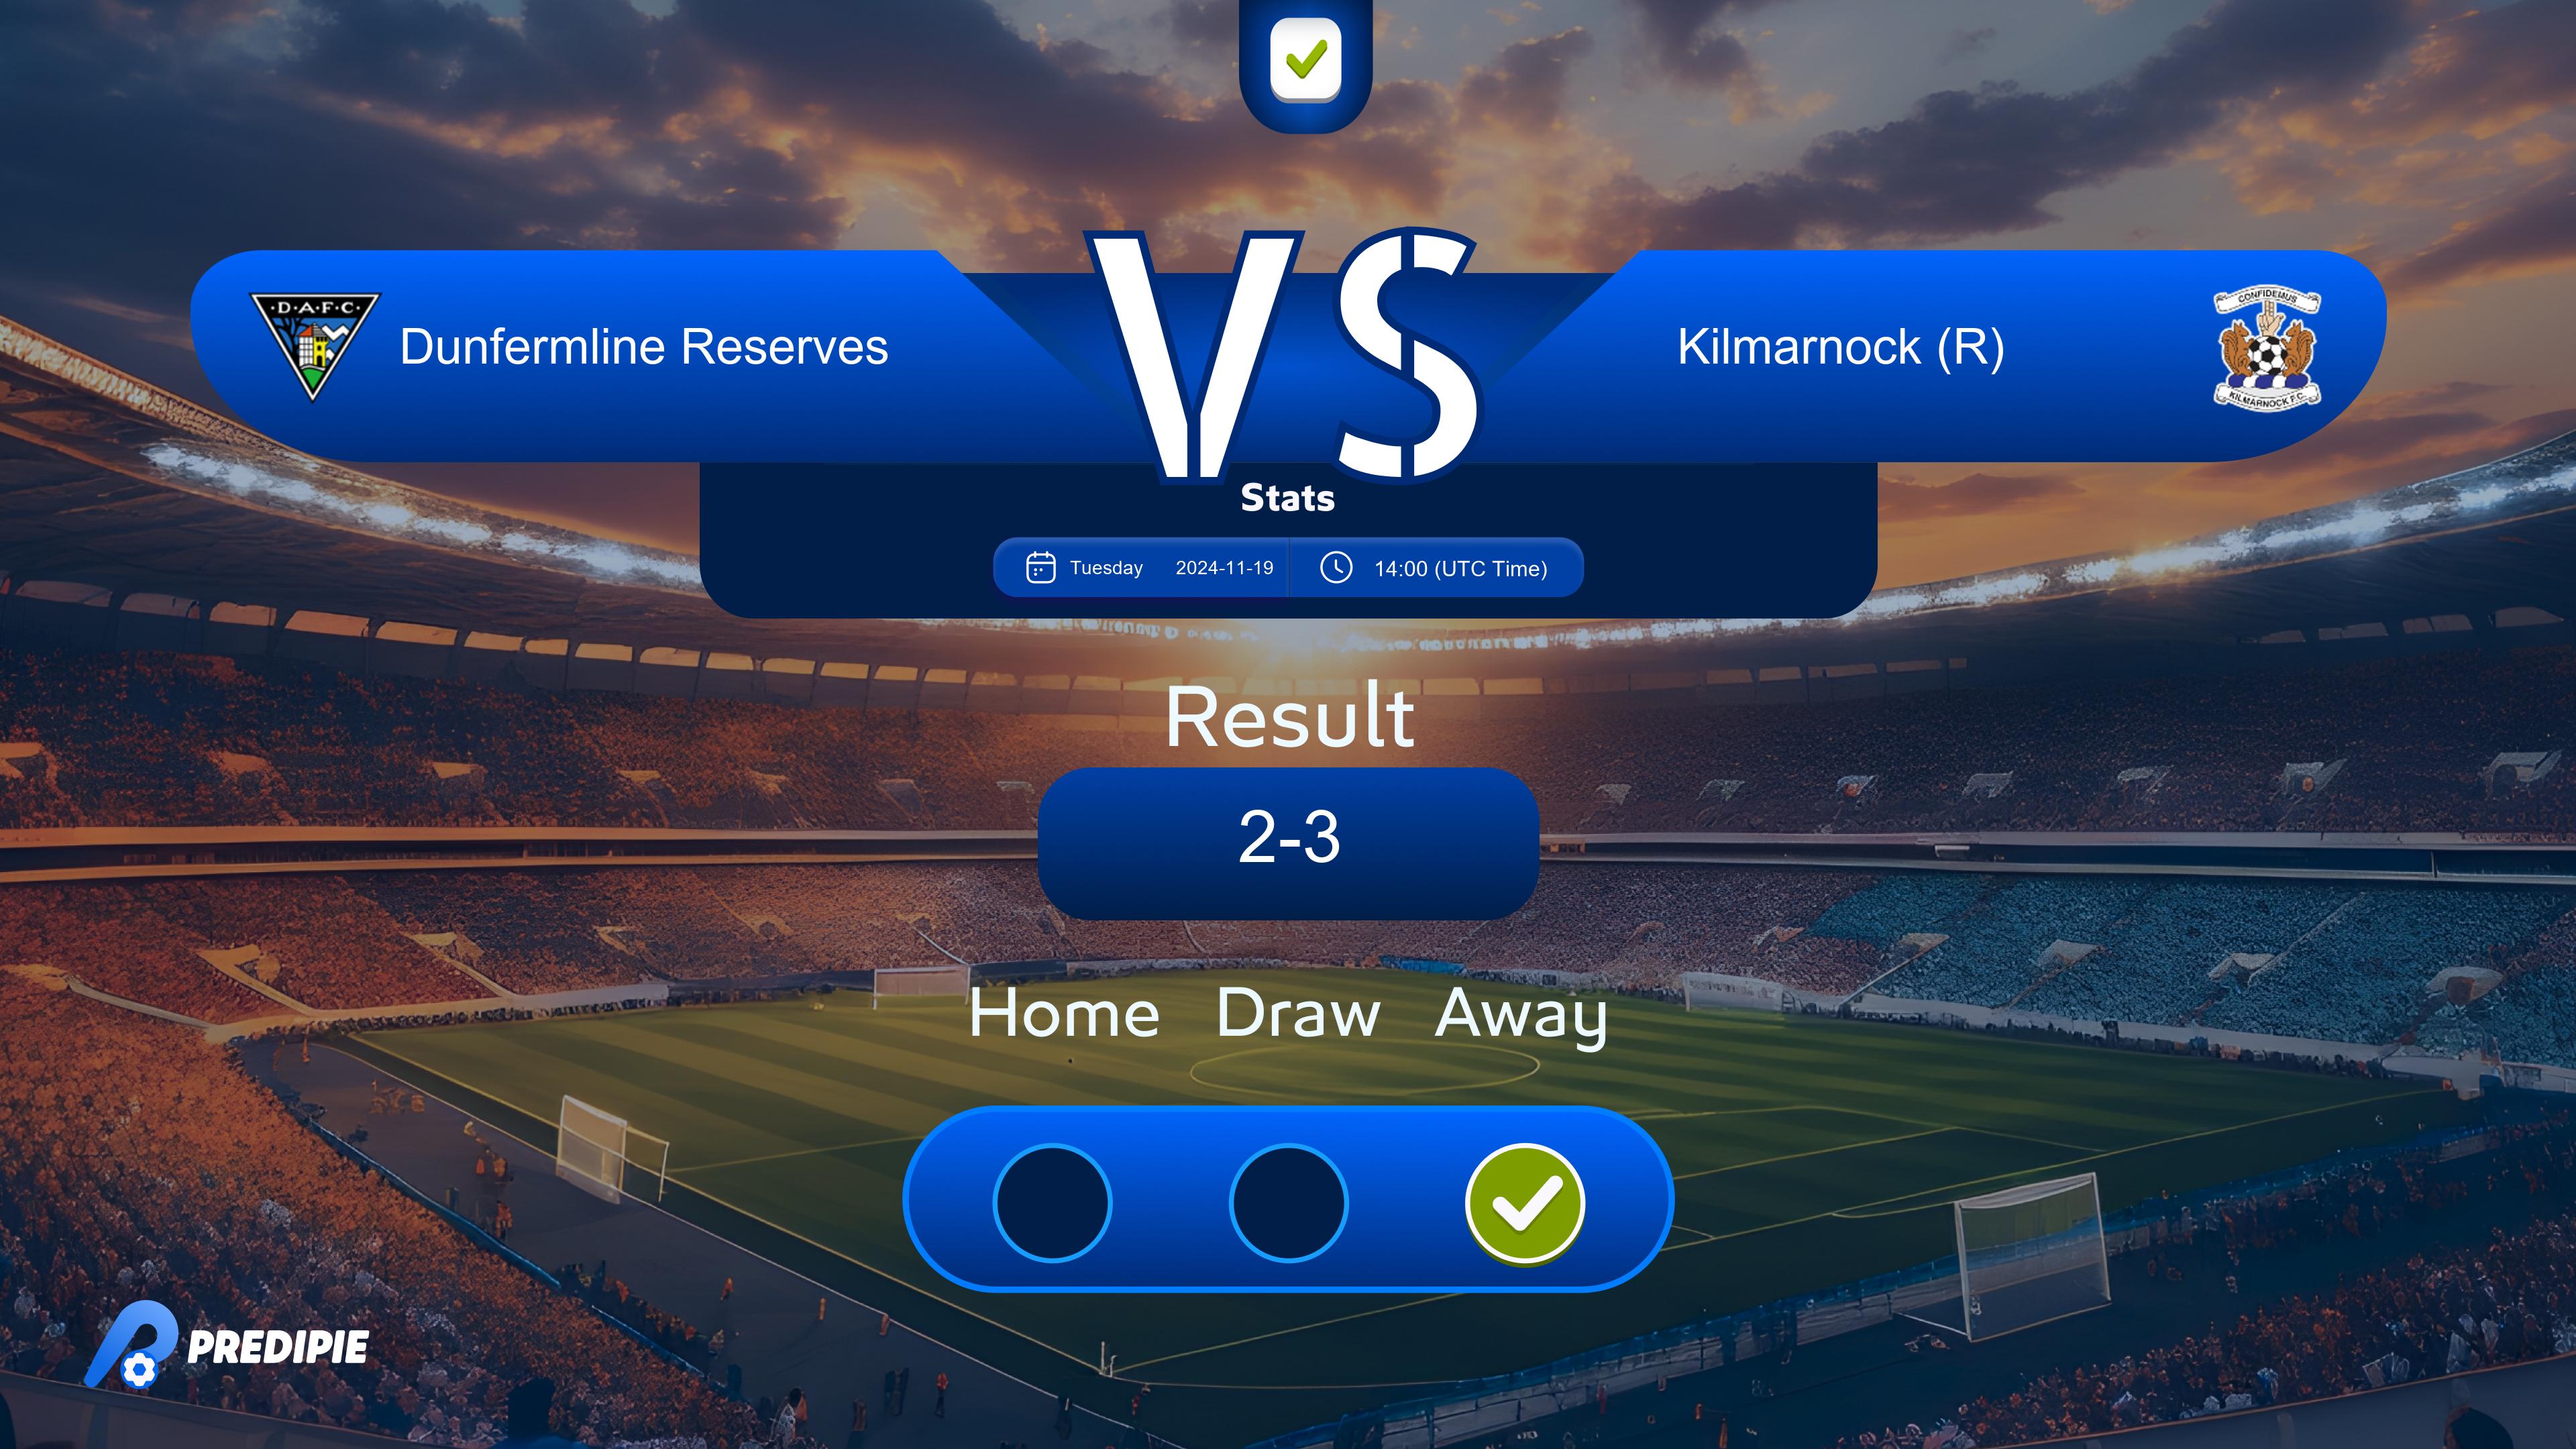 VS
·D·A·F·C·
Dunfermline Reserves
Kilmarnock (R)
CONFIDEMUS
KILMARNOCK F.C.
Stats
Tuesday 2024-11-19 14:00 (UTC Time)
Result
2-3
Home Draw Away
PREDIPIE